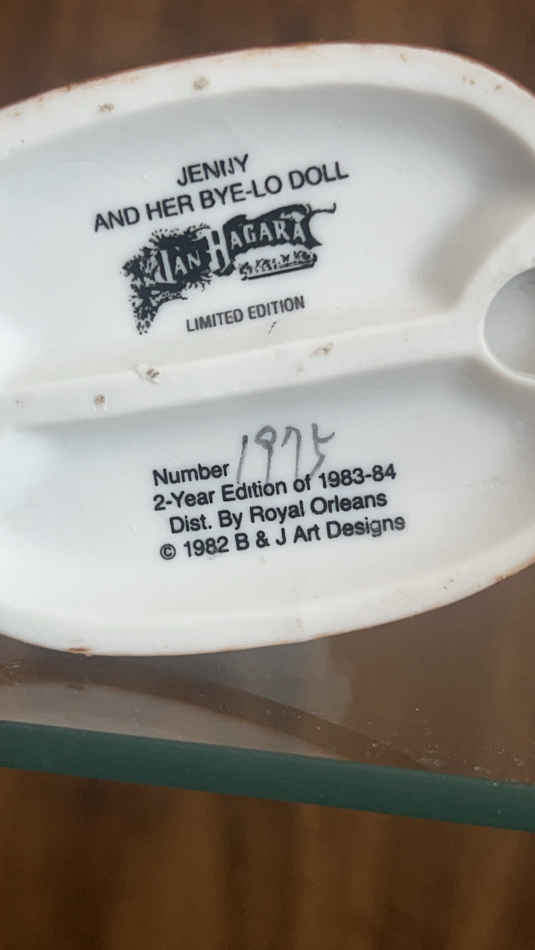 JENNY
AND HER BYE-LO DOLL
JAN HAGARA
LIMITED EDITION
Number 1975
2-Year Edition of 1983-84
Dist. By Royal Orleans
© 1982 B & J Art Designs